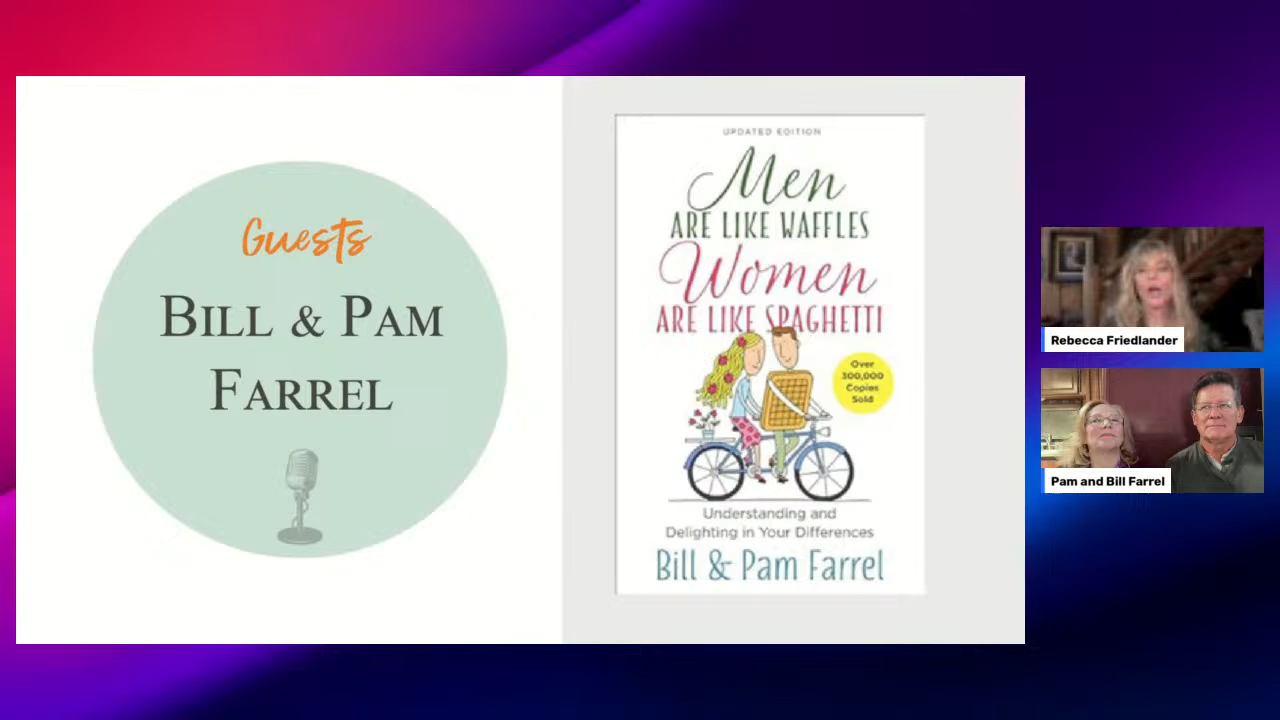 Guests
BILL & PAM
FARREL
UPDATED EDITION
Men
ARE LIKE WAFFLES
Women
ARE LIKE SPAGHETTI
Over
300,000
Copies
Sold
Understanding and
Delighting in Your Differences
Bill & Pam Farrel
Rebecca Friedlander
Pam and Bill Farrel